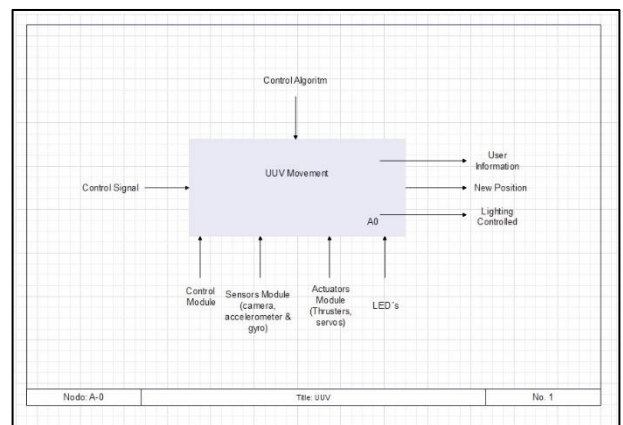 Control Algoritm
UUV Movement
Control Signal
User
Information
New Position
Lighting
Controlled
A0
Control
Module
Sensors Module
(camera,
accelerometer &
gyro)
Actuators
Module
(Thrusters,
servos)
LED´s
Nodo: A-0
Title: UUV
No. 1